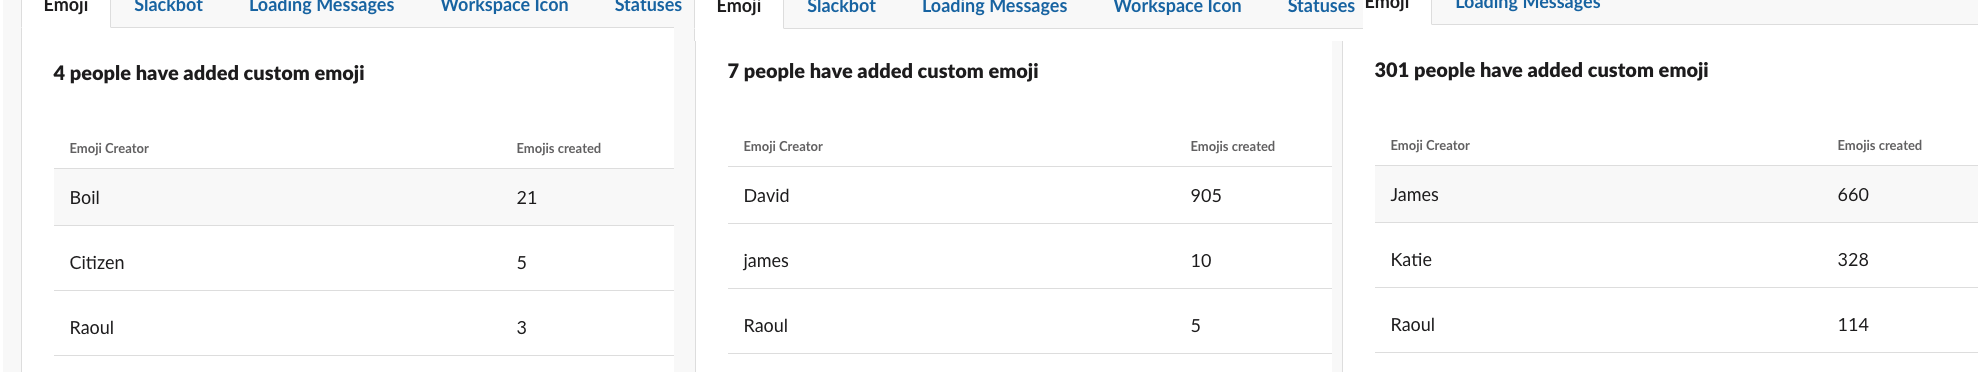 Emoji Slackbot Loading Messages Workspace Icon Statuses
4 people have added custom emoji
Emoji Creator Emojis created
Boil 21
Citizen 5
Raoul 3
Emoji Slackbot Loading Messages Workspace Icon Statuses
7 people have added custom emoji
Emoji Creator Emojis created
David 905
james 10
Raoul 5
Emoji Loading Messages
301 people have added custom emoji
Emoji Creator Emojis created
James 660
Katie 328
Raoul 114